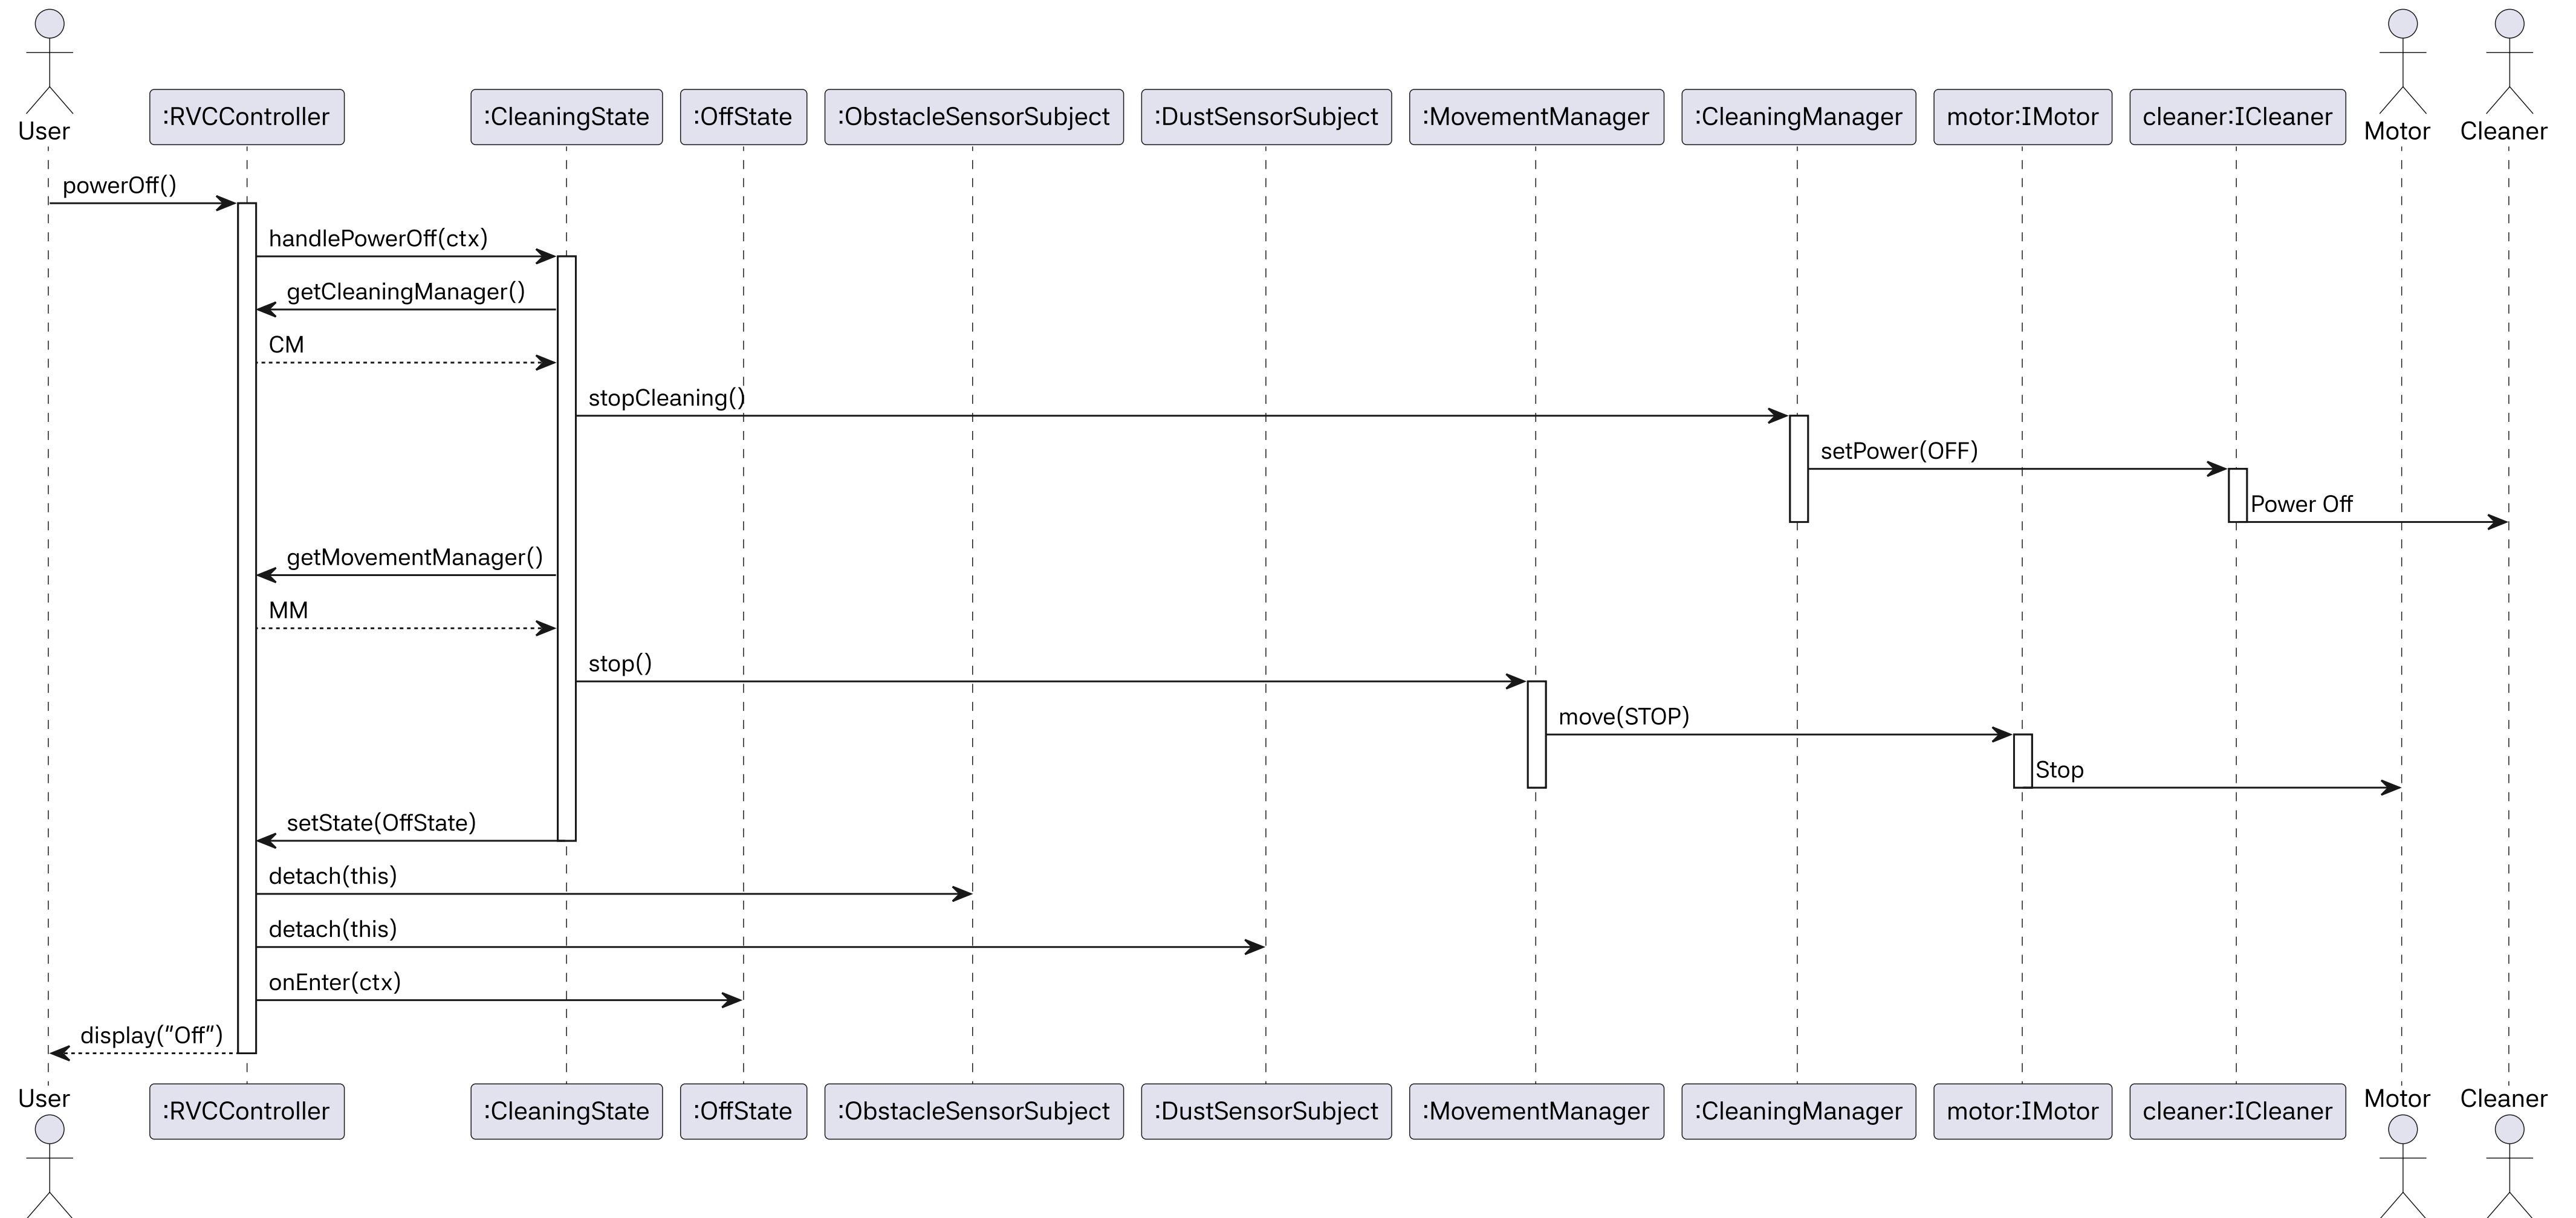 User
:RVCController
:CleaningState
:OffState
:ObstacleSensorSubject
:DustSensorSubject
:MovementManager
:CleaningManager
motor:IMotor
cleaner:ICleaner
Motor
Cleaner
powerOff()
handlePowerOff(ctx)
getCleaningManager()
CM
stopCleaning()
setPower(OFF)
Power Off
getMovementManager()
MM
stop()
move(STOP)
Stop
setState(OffState)
detach(this)
detach(this)
onEnter(ctx)
display("Off")
User
:RVCController
:CleaningState
:OffState
:ObstacleSensorSubject
:DustSensorSubject
:MovementManager
:CleaningManager
motor:IMotor
cleaner:ICleaner
Motor
Cleaner